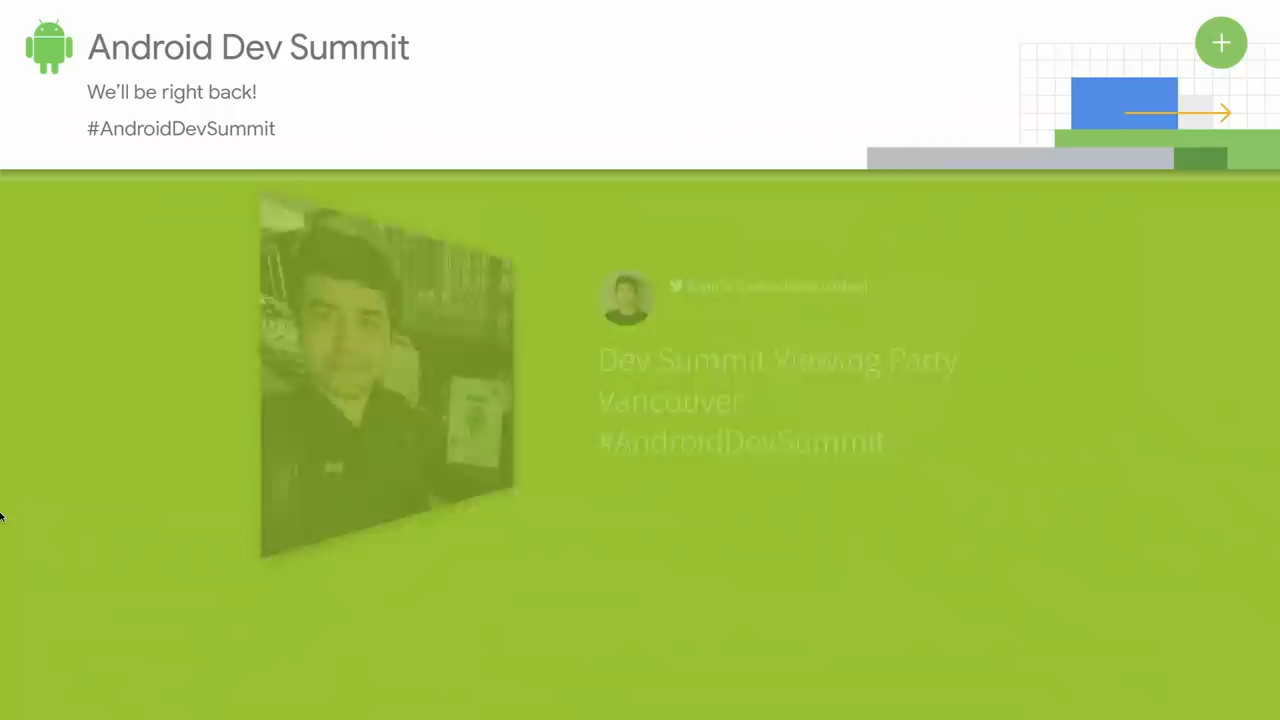 Android Dev Summit
We'll be right back!
#AndroidDevSummit
Dev Summit Viewing Party
Vancouver
#AndroidDevSummit